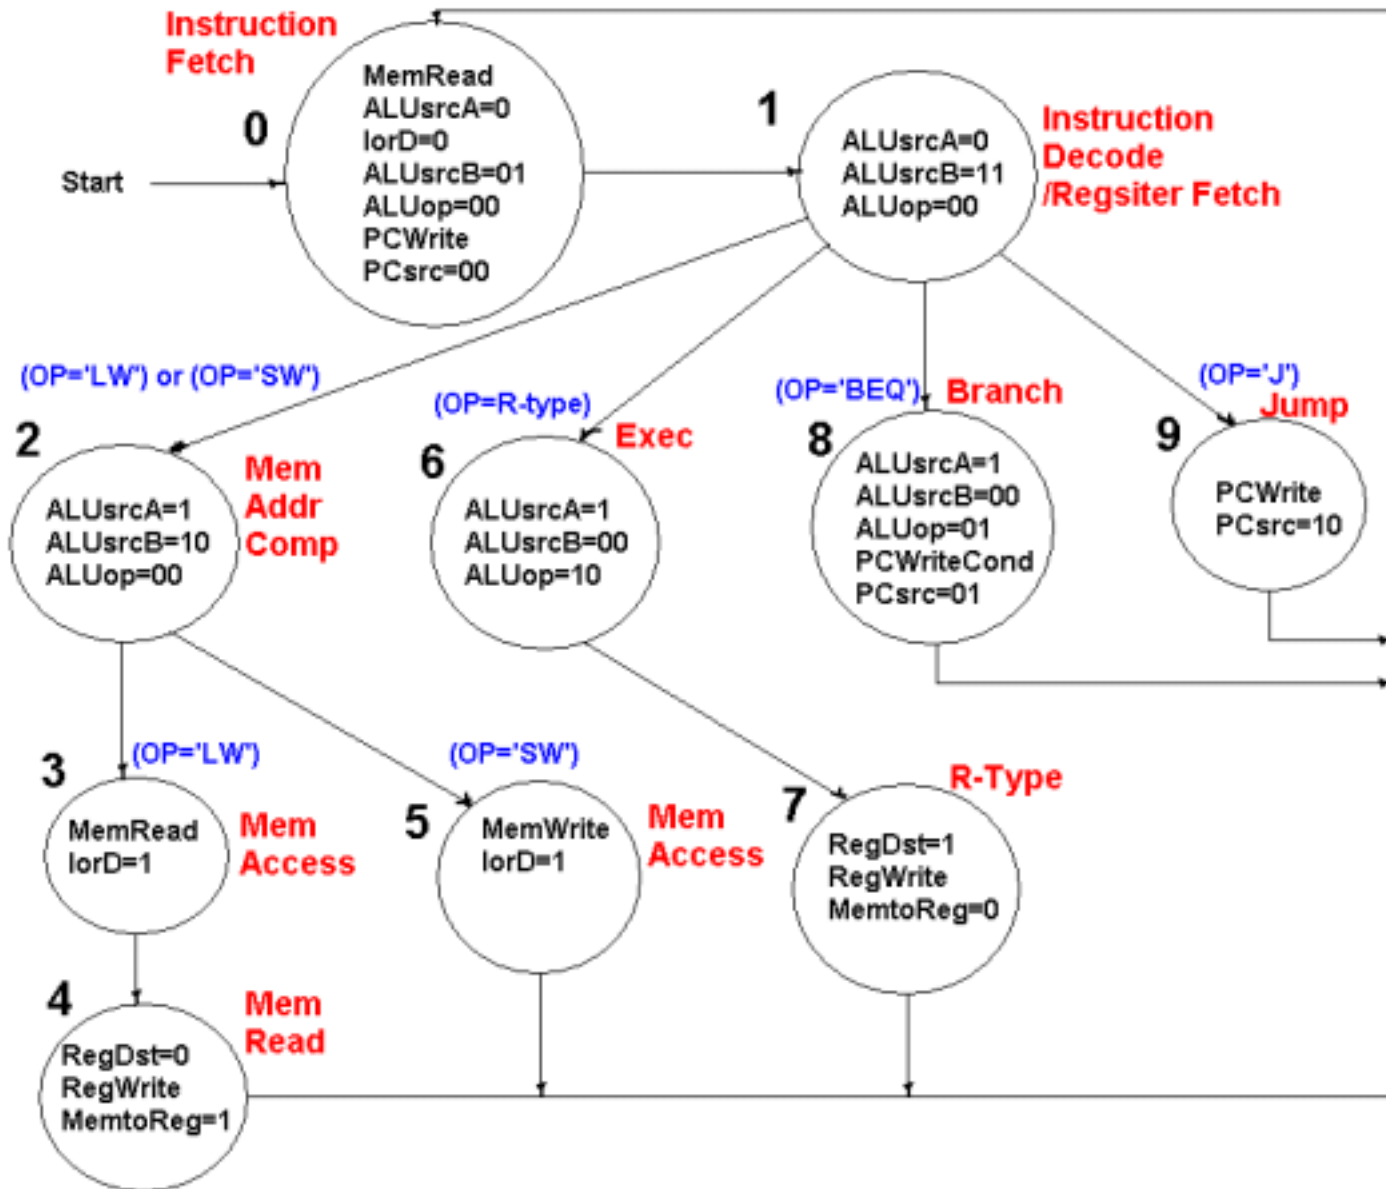 Instruction
Fetch
0
MemRead
ALUsrcA=0
IorD=0
ALUsrcB=01
ALUop=00
PCWrite
PCsrc=00
Start
1
ALUsrcA=0
ALUsrcB=11
ALUop=00
Instruction
Decode
/Regsiter Fetch
(OP='LW') or (OP='SW')
(OP=R-type)
(OP='BEQ')
(OP='J')
2
ALUsrcA=1
ALUsrcB=10
ALUop=00
Mem
Addr
Comp
6
Exec
ALUsrcA=1
ALUsrcB=00
ALUop=10
8
Branch
ALUsrcA=1
ALUsrcB=00
ALUop=01
PCWriteCond
PCsrc=01
9
Jump
PCWrite
PCsrc=10
(OP='LW')
(OP='SW')
3
MemRead
IorD=1
Mem
Access
5
MemWrite
IorD=1
Mem
Access
7
R-Type
RegDst=1
RegWrite
MemtoReg=0
4
RegDst=0
RegWrite
MemtoReg=1
Mem
Read